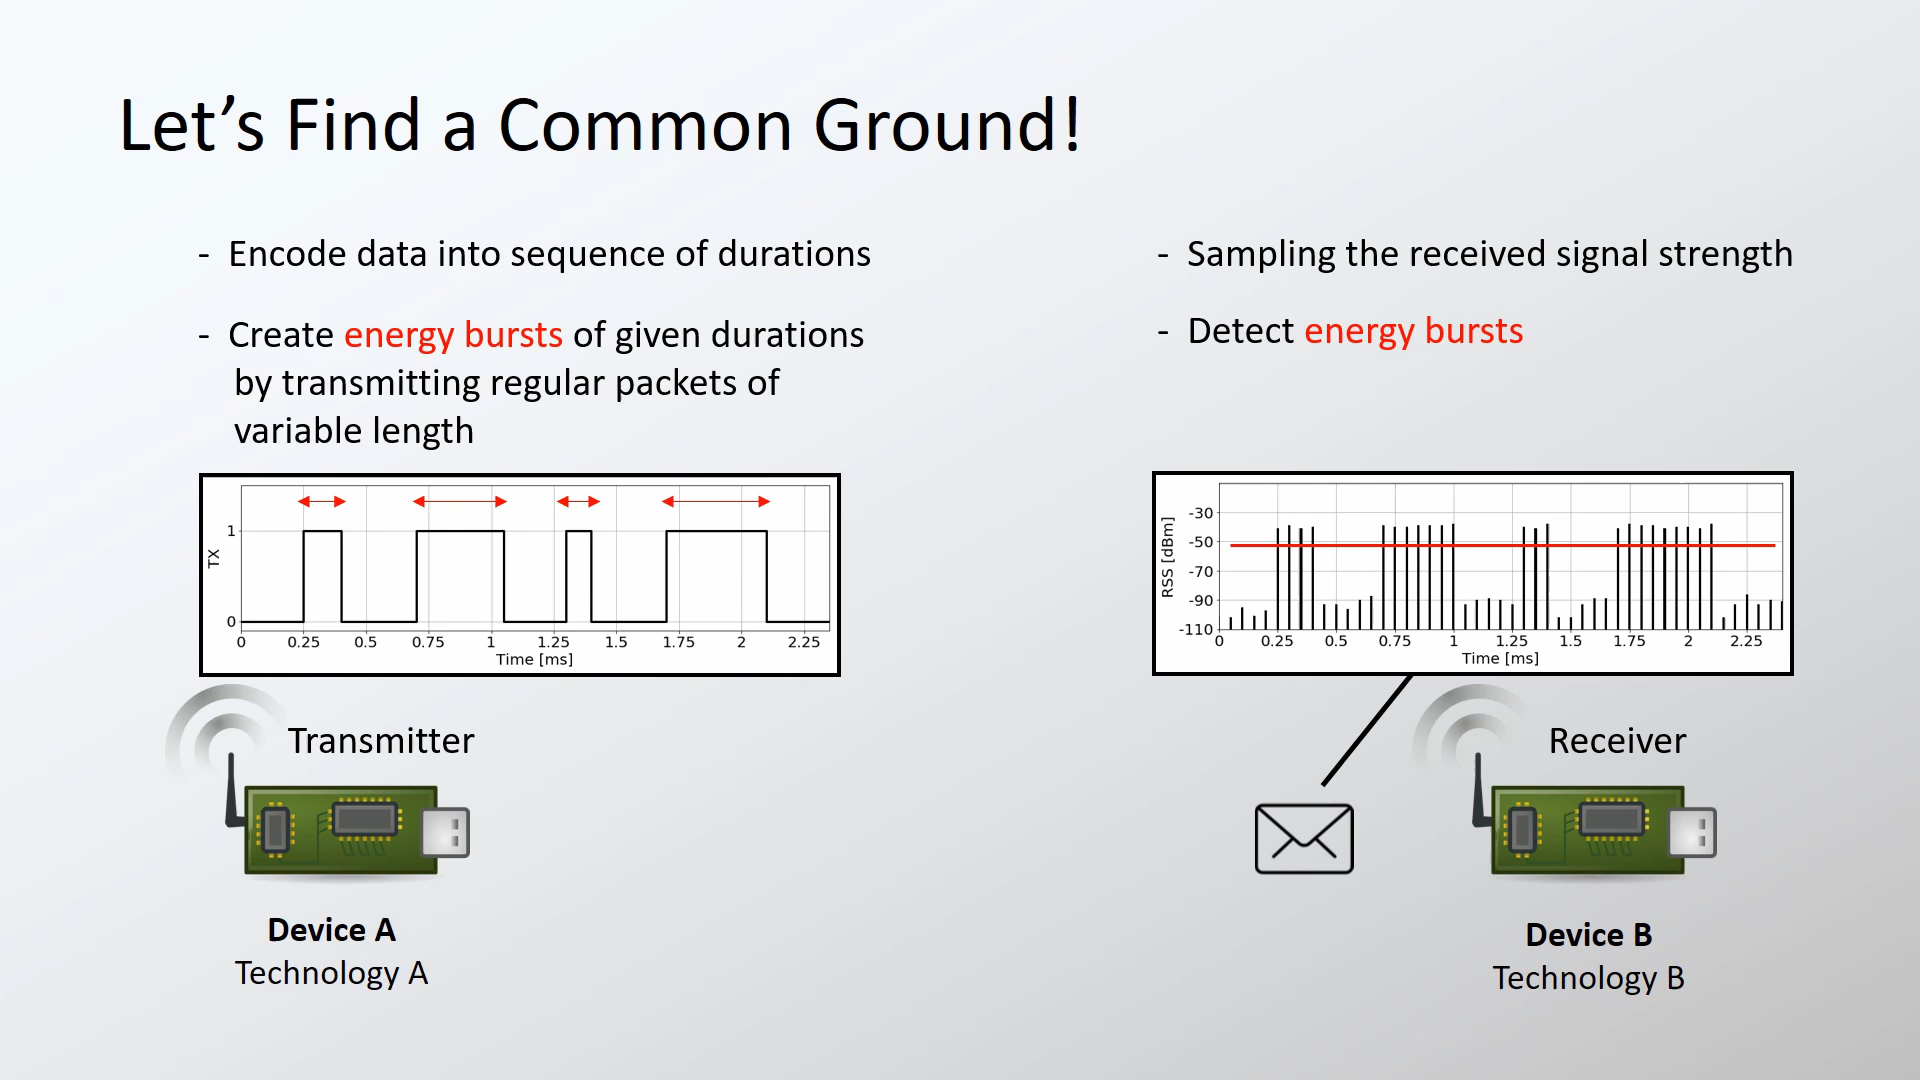 Let’s Find a Common Ground!
- Encode data into sequence of durations
- Create energy bursts of given durations
by transmitting regular packets of
variable length
- Sampling the received signal strength
- Detect energy bursts
TX
1
0
0 0.25 0.5 0.75 1 1.25 1.5 1.75 2 2.25
Time [ms]
RSS [dBm]
-30
-50
-70
-90
-110
0 0.25 0.5 0.75 1 1.25 1.5 1.75 2 2.25
Time [ms]
Transmitter
Receiver
Device A
Technology A
Device B
Technology B